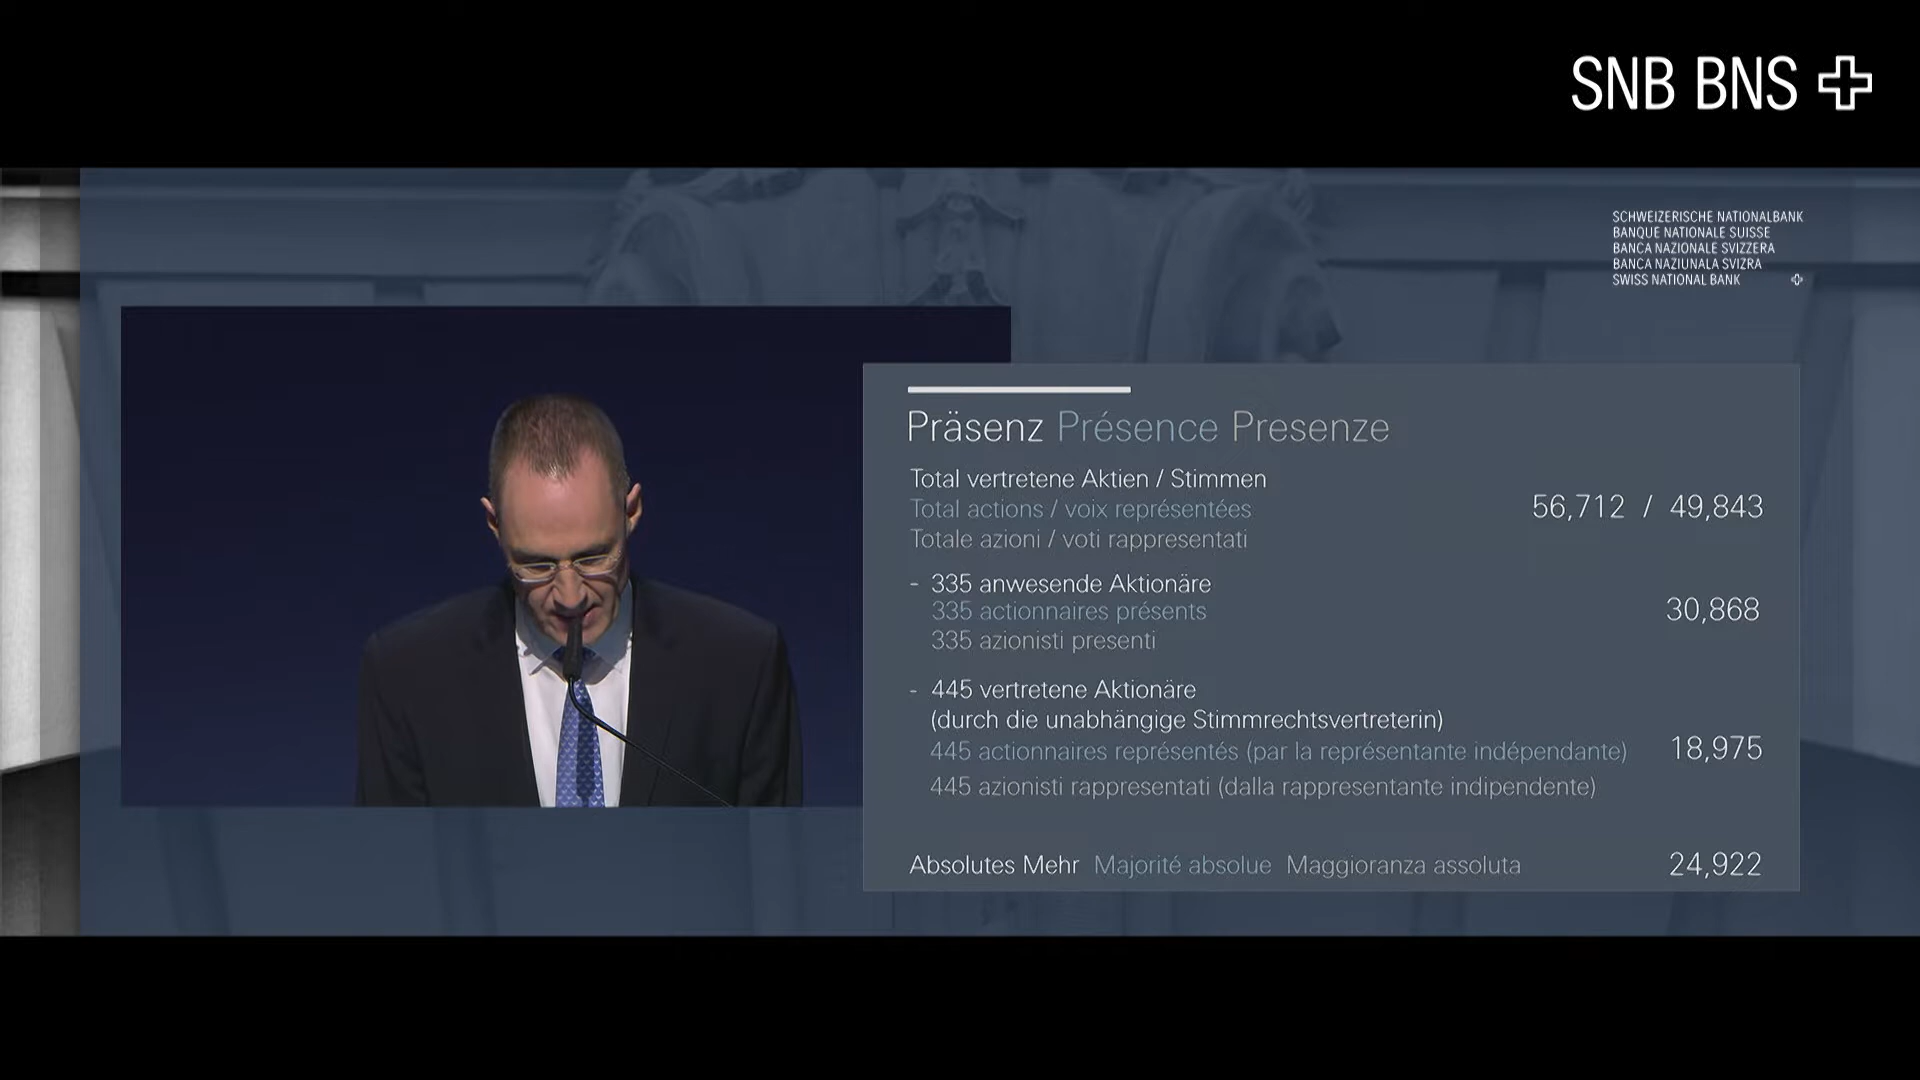 SNB BNS
SCHWEIZERISCHE NATIONALBANK
BANQUE NATIONALE SUISSE
BANCA NAZIONALE SVIZZERA
BANCA NAZIUNALA SVIZRA
SWISS NATIONAL BANK
Präsenz Présence Presenze
Total vertretene Aktien / Stimmen
Total actions / voix représentées
Totale azioni / voti rappresentati
56,712 / 49,843
- 335 anwesende Aktionäre
335 actionnaires présents
335 azionisti presenti
30,868
- 445 vertretene Aktionäre
(durch die unabhängige Stimmrechtsvertreterin)
445 actionnaires représentés (par la représentante indépendante)
445 azionisti rappresentati (dalla rappresentante indipendente)
18,975
Absolutes Mehr Majorité absolue Maggioranza assoluta 24,922